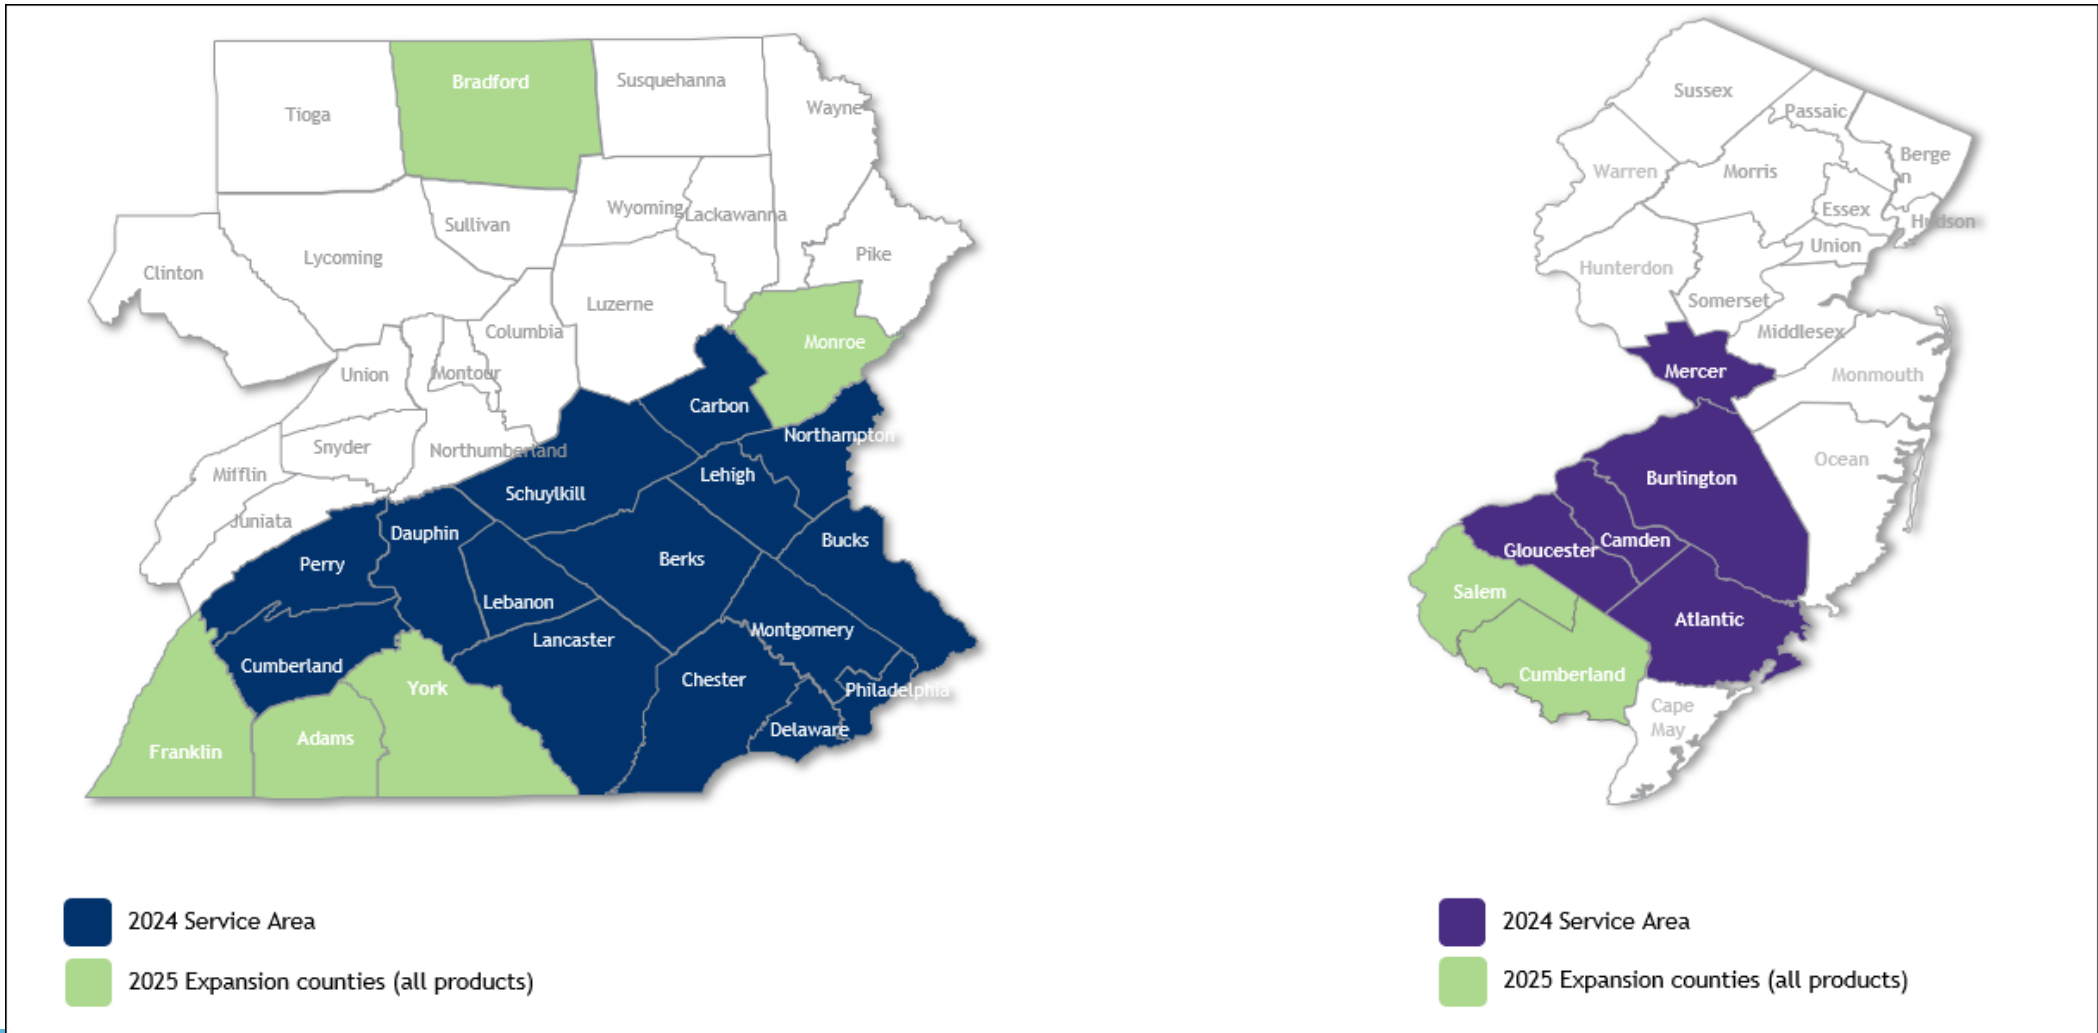 Tioga
Bradford
Susquehanna
Wayne
Clinton
Lycoming
Sullivan
Wyoming
Lackawanna
Pike
Luzerne
Columbia
Monroe
Union
Montour
Carbon
Northampton
Snyder
Northumberland
Mifflin
Schuylkill
Lehigh
Juniata
Dauphin
Bucks
Perry
Berks
Lebanon
Lancaster
Montgomery
Cumberland
York
Chester
Philadelphia
Franklin
Adams
Delaware
2024 Service Area
2025 Expansion counties (all products)
Sussex
Passaic
Berge
n
Warren
Morris
Essex
Hudson
Union
Hunterdon
Somerset
Middlesex
Mercer
Monmouth
Ocean
Burlington
Camden
Gloucester
Salem
Atlantic
Cumberland
Cape
May
2024 Service Area
2025 Expansion counties (all products)